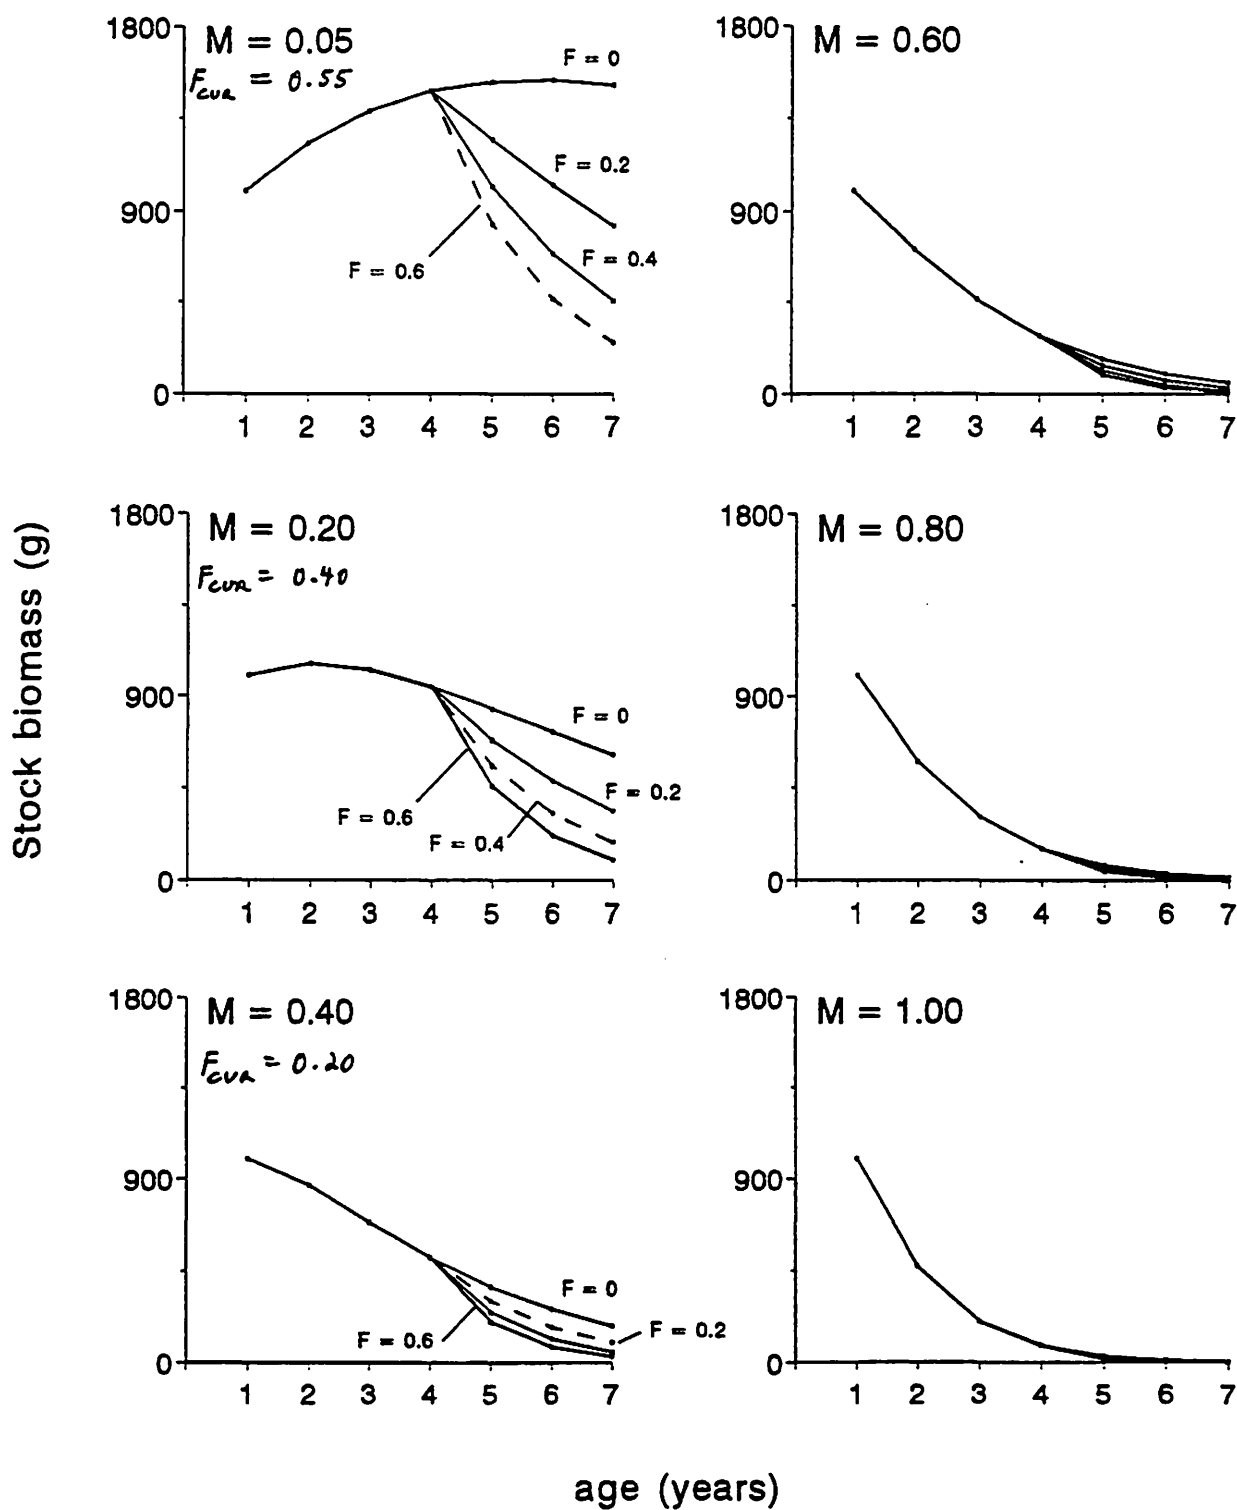 Stock biomass (g)
1800
M = 0.05
Fcur = 0.55
F = 0
F = 0.2
900
F = 0.4
F = 0.6
0
1 2 3 4 5 6 7
1800
M = 0.60
900
0
1 2 3 4 5 6 7
1800
M = 0.20
Fcur = 0.40
900
F = 0
F = 0.2
F = 0.6
F = 0.4
0
1 2 3 4 5 6 7
1800
M = 0.80
900
0
1 2 3 4 5 6 7
1800
M = 0.40
Fcur = 0.20
900
F = 0
F = 0.2
F = 0.6
0
1 2 3 4 5 6 7
1800
M = 1.00
900
0
1 2 3 4 5 6 7
age (years)